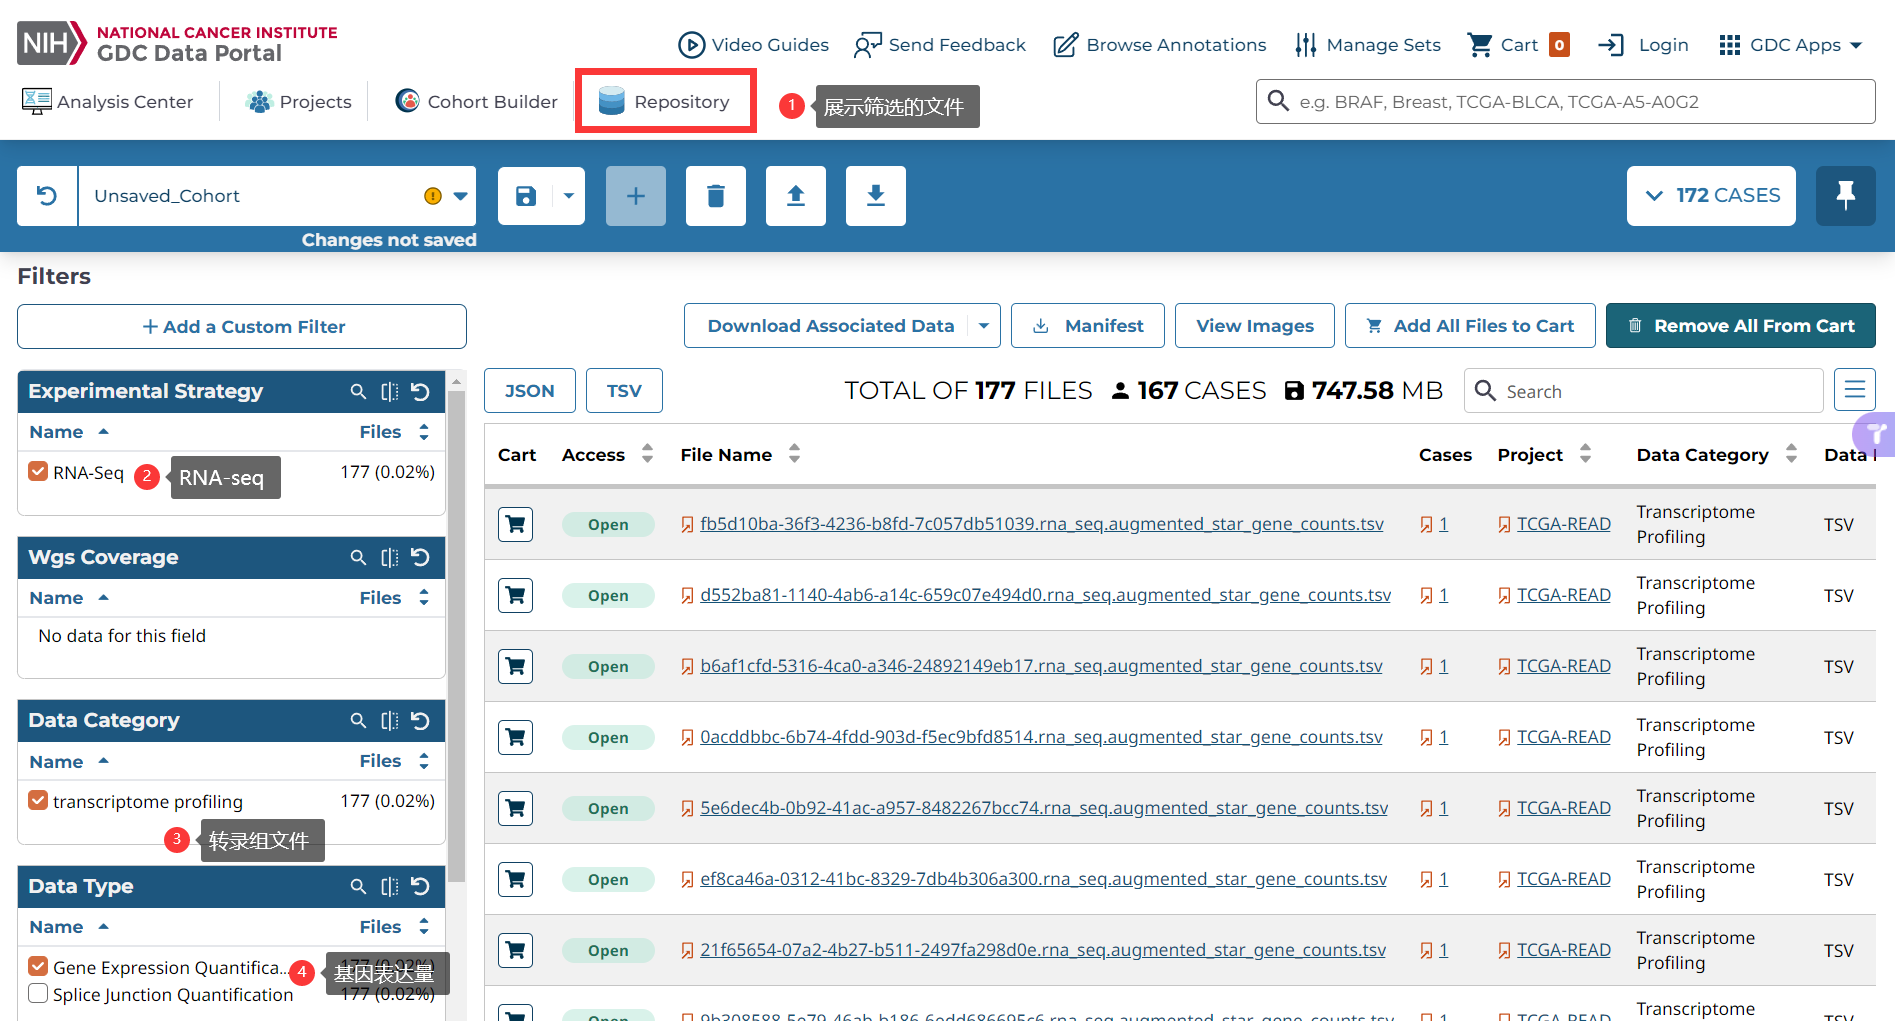 NIH NATIONAL CANCER INSTITUTE
GDC Data Portal
Video Guides Send Feedback Browse Annotations Manage Sets Cart 0 Login GDC Apps
Analysis Center Projects Cohort Builder Repository 1 展示筛选的文件 e.g. BRAF, Breast, TCGA-BLCA, TCGA-A5-A0G2
Unsaved_Cohort 172 CASES
Changes not saved
Filters
+ Add a Custom Filter Download Associated Data Manifest View Images Add All Files to Cart Remove All From Cart
JSON TSV TOTAL OF 177 FILES 167 CASES 747.58 MB Search
Experimental Strategy
Name Files
RNA-Seq 2 RNA-seq 177 (0.02%)
Wgs Coverage
Name Files
No data for this field
Data Category
Name Files
transcriptome profiling 177 (0.02%)
3 转录组文件
Data Type
Name Files
Gene Expression Quantifica... 4 基因表达量 177 (0.02%)
Splice Junction Quantification 177 (0.02%)
Cart Access File Name Cases Project Data Category Data
Open fb5d10ba-36f3-4236-b8fd-7c057db51039.rna_seq.augmented_star_gene_counts.tsv 1 TCGA-READ Transcriptome Profiling TSV
Open d552ba81-1140-4ab6-a14c-659c07e494d0.rna_seq.augmented_star_gene_counts.tsv 1 TCGA-READ Transcriptome Profiling TSV
Open b6af1cfd-5316-4ca0-a346-24892149eb17.rna_seq.augmented_star_gene_counts.tsv 1 TCGA-READ Transcriptome Profiling TSV
Open 0acddbbc-6b74-4fdd-903d-f5ec9bfd8514.rna_seq.augmented_star_gene_counts.tsv 1 TCGA-READ Transcriptome Profiling TSV
Open 5e6dec4b-0b92-41ac-a957-8482267bcc74.rna_seq.augmented_star_gene_counts.tsv 1 TCGA-READ Transcriptome Profiling TSV
Open ef8ca46a-0312-41bc-8329-7db4b306a300.rna_seq.augmented_star_gene_counts.tsv 1 TCGA-READ Transcriptome Profiling TSV
Open 21f65654-07a2-4b27-b511-2497fa298d0e.rna_seq.augmented_star_gene_counts.tsv 1 TCGA-READ Transcriptome Profiling TSV
Open 1 TCGA-READ Transcriptome TSV